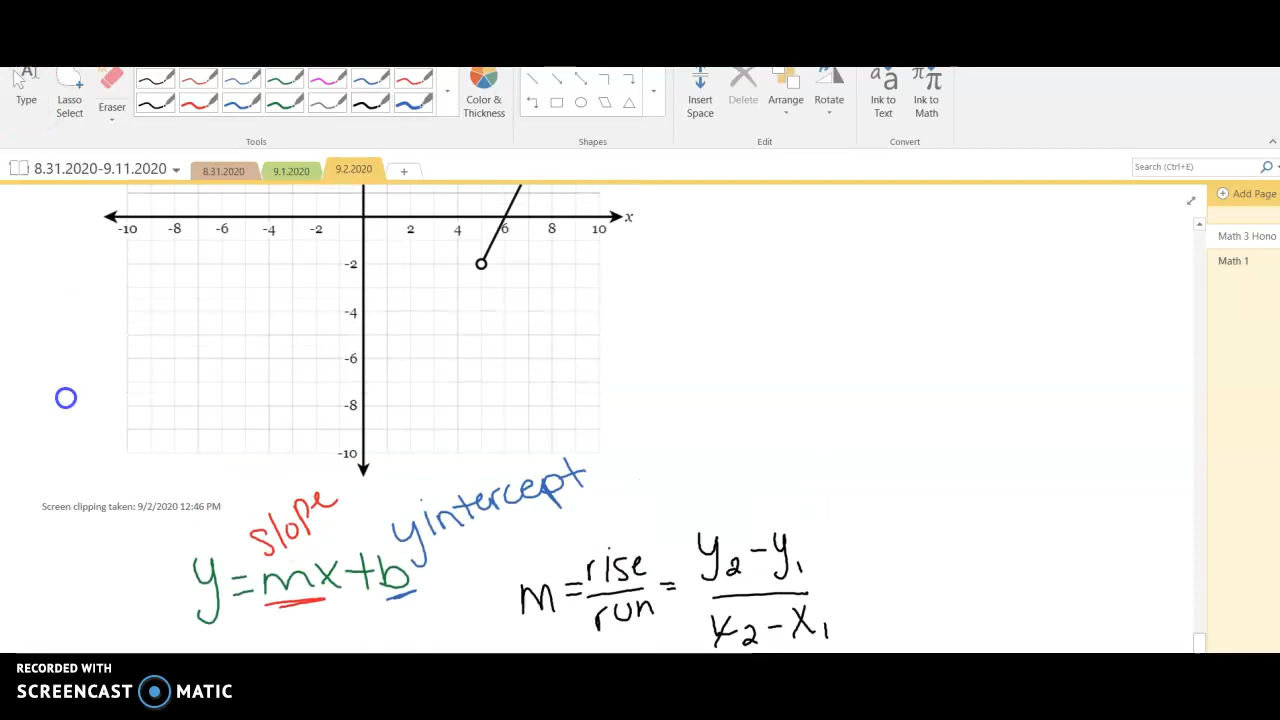 Type
Lasso Select
Eraser
Color & Thickness
Insert Space
Delete
Arrange
Rotate
Ink to Text
Ink to Math
Tools
Shapes
Edit
Convert
8.31.2020-9.11.2020
8.31.2020
9.1.2020
9.2.2020
+
Search (Ctrl+E)
Add Page
Math 3 Hono
Math 1
-10 -8 -6 -4 -2 2 4 6 8 10 x
-2
-4
-6
-8
-10
Screen clipping taken: 9/2/2020 12:46 PM
slope
y intercept
y = mx + b
m = rise/run = y₂ - y₁ / x₂ - x₁
RECORDED WITH
SCREENCAST MATIC